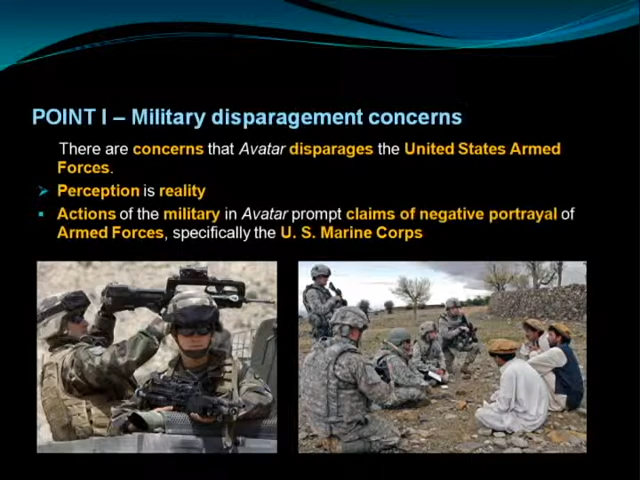 POINT I – Military disparagement concerns
There are concerns that Avatar disparages the United States Armed
Forces.
Perception is reality
Actions of the military in Avatar prompt claims of negative portrayal of
Armed Forces, specifically the U. S. Marine Corps